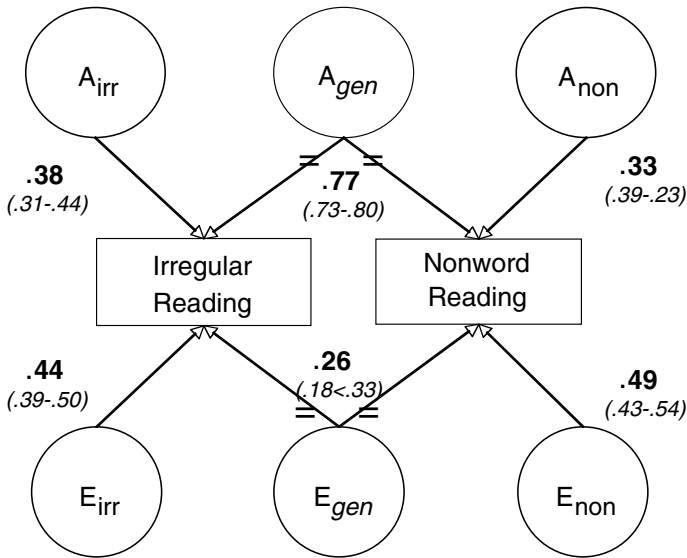 A_irr A_gen A_non
.38 .77 .33
(.31-.44) (.73-.80) (.39-.23)
Irregular Reading
Nonword Reading
.44 .26 .49
(.39-.50) (.18<.33) (.43-.54)
E_irr E_gen E_non